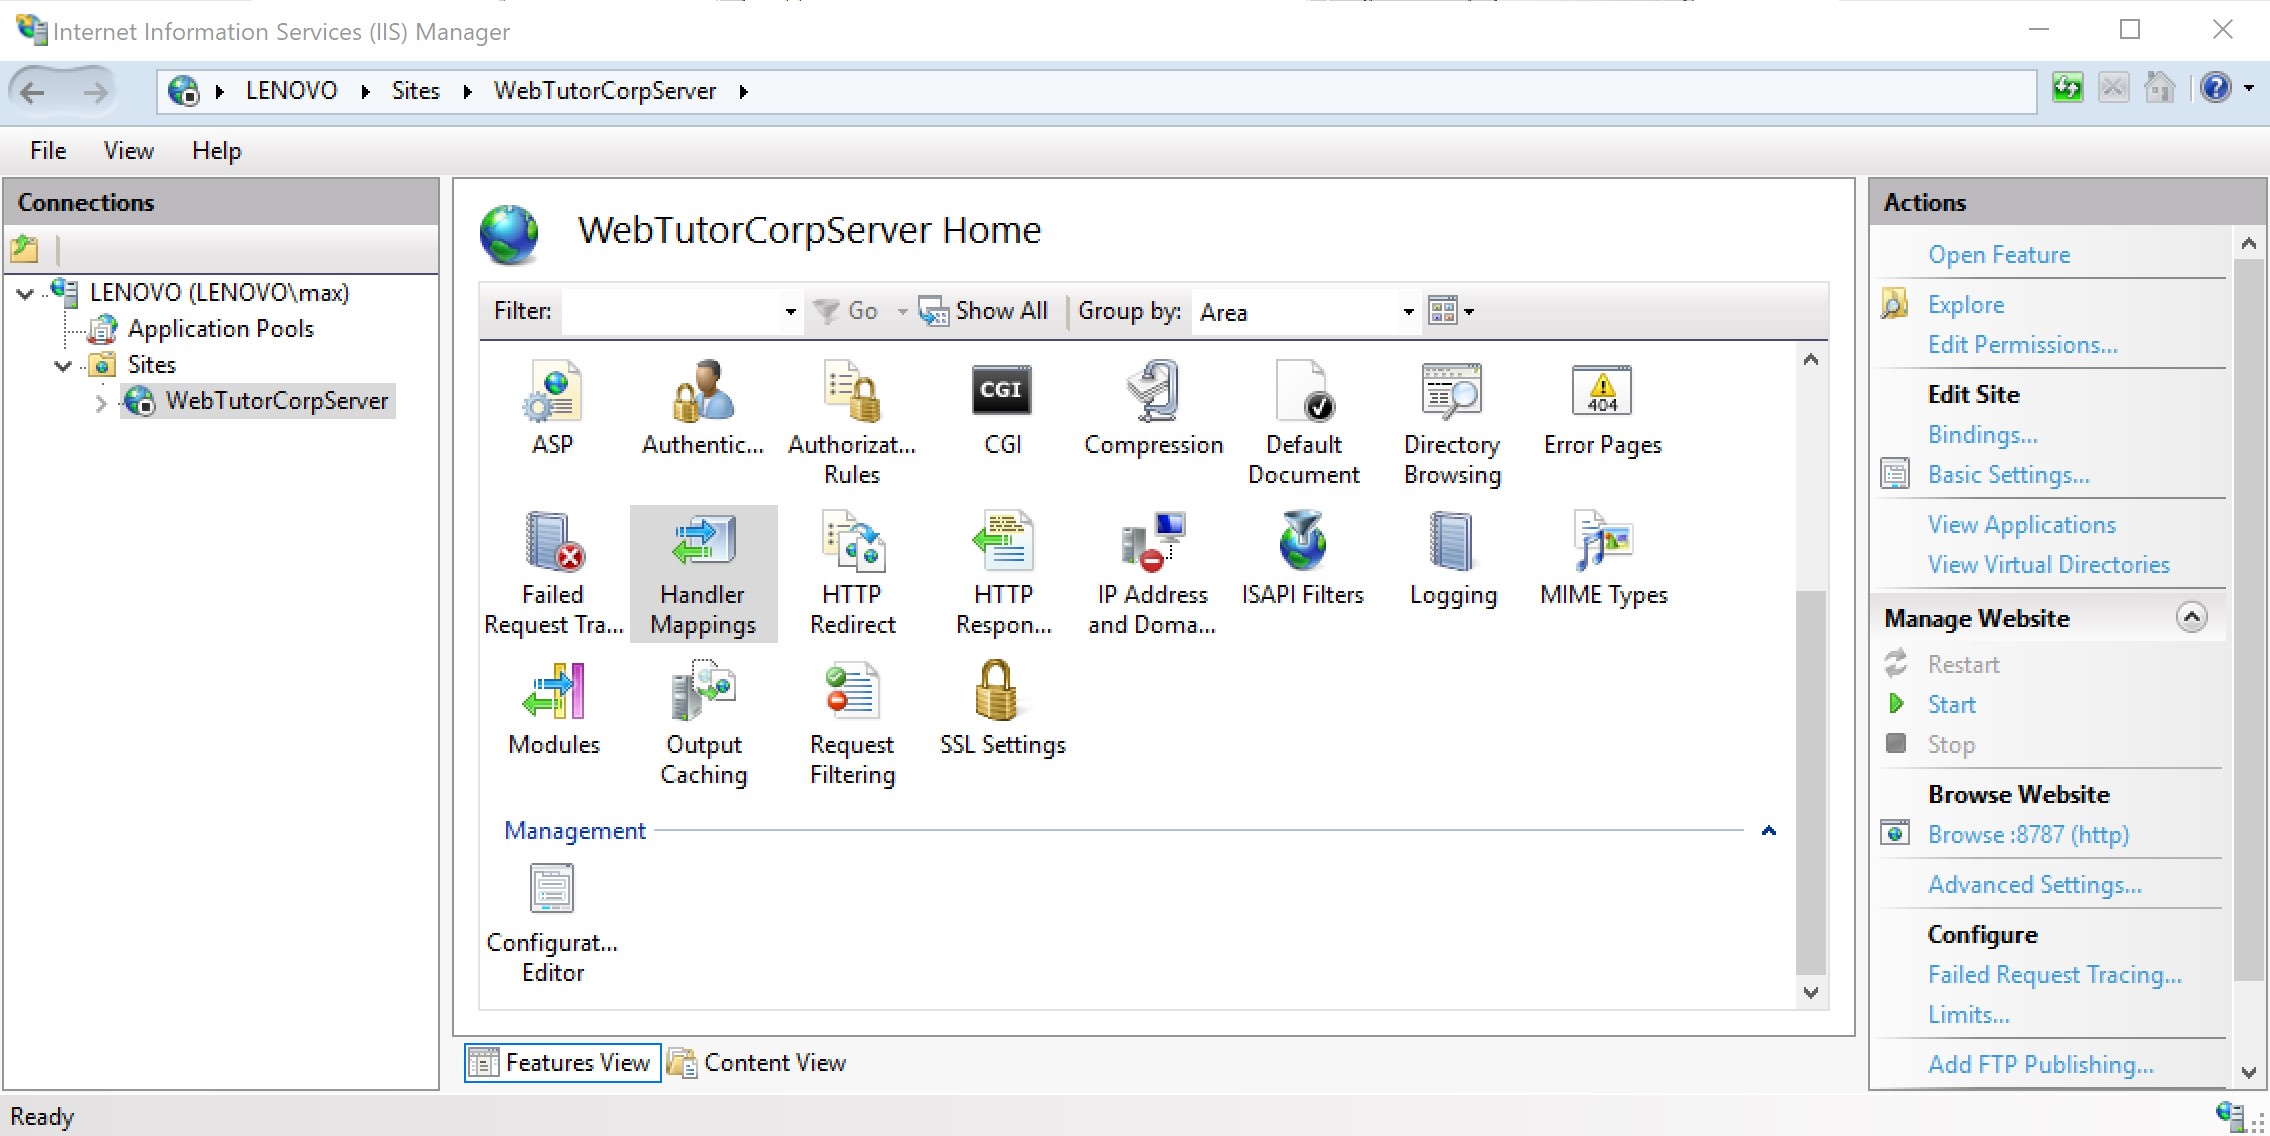 Internet Information Services (IIS) Manager
LENOVO Sites WebTutorCorpServer
File View Help
Connections
LENOVO (LENOVO\max)
Application Pools
Sites
WebTutorCorpServer
WebTutorCorpServer Home
Filter: Go Show All Group by: Area
ASP
Authentic...
Authorizat...
Rules
CGI
Compression
Default
Document
Directory
Browsing
Error Pages
404
Failed
Request Tra...
Handler
Mappings
HTTP
Redirect
HTTP
Respon...
IP Address
and Doma...
ISAPI Filters
Logging
MIME Types
Modules
Output
Caching
Request
Filtering
SSL Settings
Management
Configurat...
Editor
Features View
Content View
Actions
Open Feature
Explore
Edit Permissions...
Edit Site
Bindings...
Basic Settings...
View Applications
View Virtual Directories
Manage Website
Restart
Start
Stop
Browse Website
Browse :8787 (http)
Advanced Settings...
Configure
Failed Request Tracing...
Limits...
Add FTP Publishing...
Ready